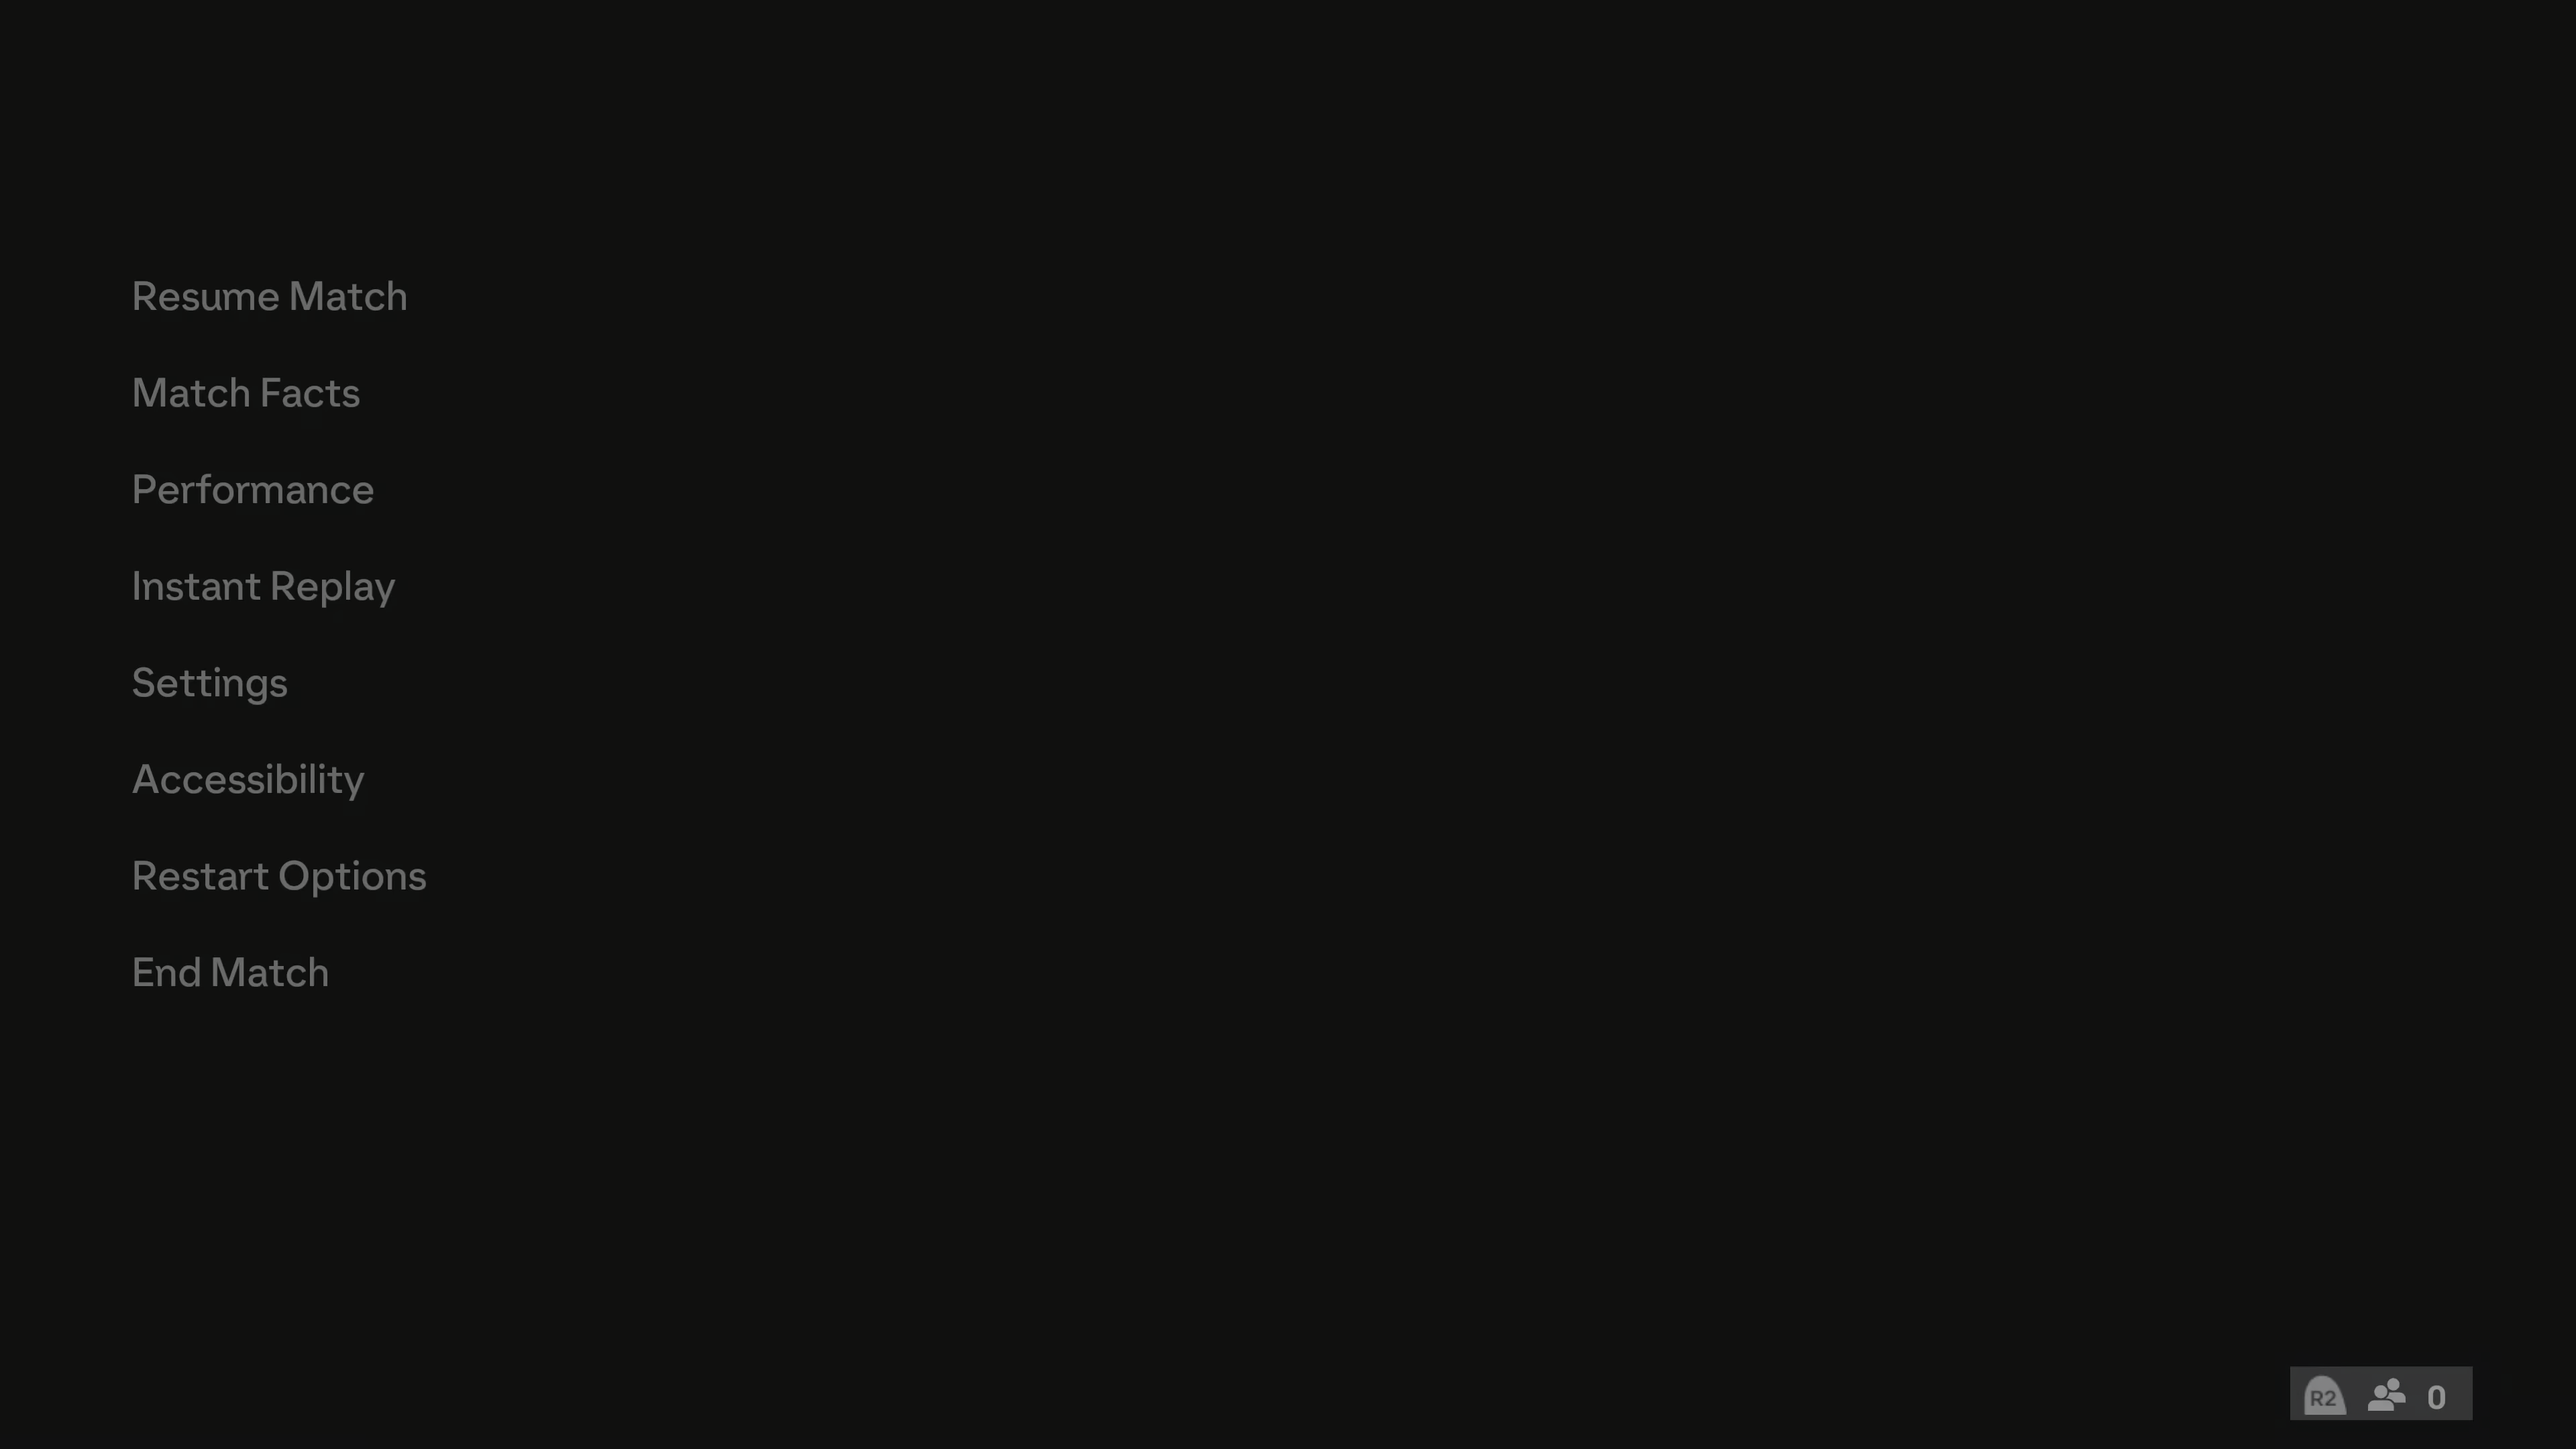 Resume Match
Match Facts
Performance
Instant Replay
Settings
Accessibility
Restart Options
End Match
R2 0